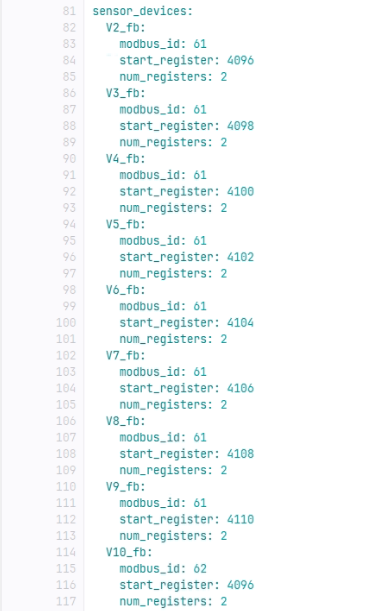 81 sensor_devices:
82   V2_fb:
83     modbus_id: 61
84     start_register: 4096
85     num_registers: 2
86   V3_fb:
87     modbus_id: 61
88     start_register: 4098
89     num_registers: 2
90   V4_fb:
91     modbus_id: 61
92     start_register: 4100
93     num_registers: 2
94   V5_fb:
95     modbus_id: 61
96     start_register: 4102
97     num_registers: 2
98   V6_fb:
99     modbus_id: 61
100     start_register: 4104
101     num_registers: 2
102   V7_fb:
103     modbus_id: 61
104     start_register: 4106
105     num_registers: 2
106   V8_fb:
107     modbus_id: 61
108     start_register: 4108
109     num_registers: 2
110   V9_fb:
111     modbus_id: 61
112     start_register: 4110
113     num_registers: 2
114   V10_fb:
115     modbus_id: 62
116     start_register: 4096
117     num_registers: 2